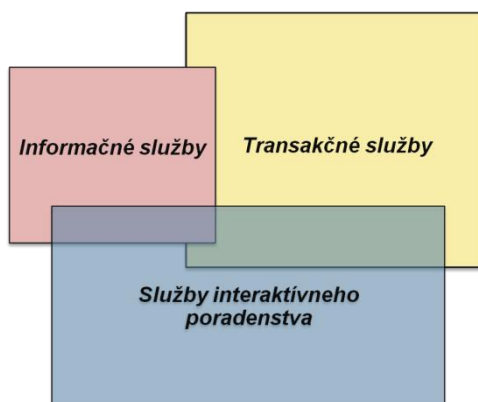 Informačné služby
Transakčné služby
Služby interaktívneho
poradenstva